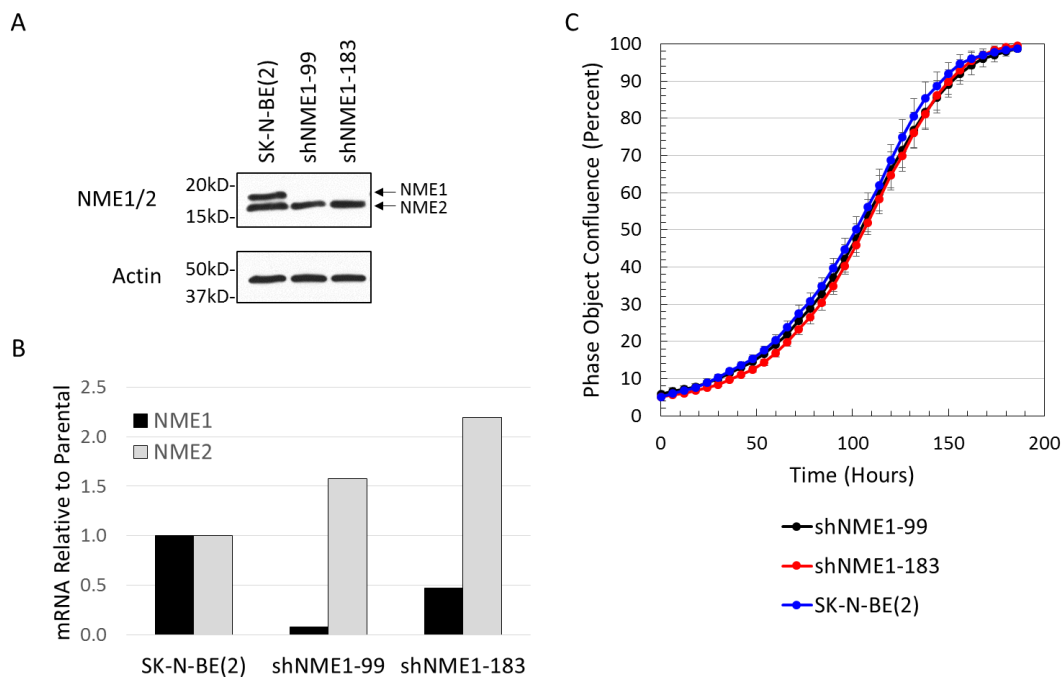 A
SK-N-BE(2)
shNME1-99
shNME1-183
NME1/2
20kD-
15kD-
NME1
NME2
Actin
50kD-
37kD-
B
mRNA Relative to Parental
2.5
2.0
1.5
1.0
0.5
0.0
NME1
NME2
SK-N-BE(2) shNME1-99 shNME1-183
C
Phase Object Confluence (Percent)
100
90
80
70
60
50
40
30
20
10
0
0 50 100 150 200
Time (Hours)
shNME1-99
shNME1-183
SK-N-BE(2)